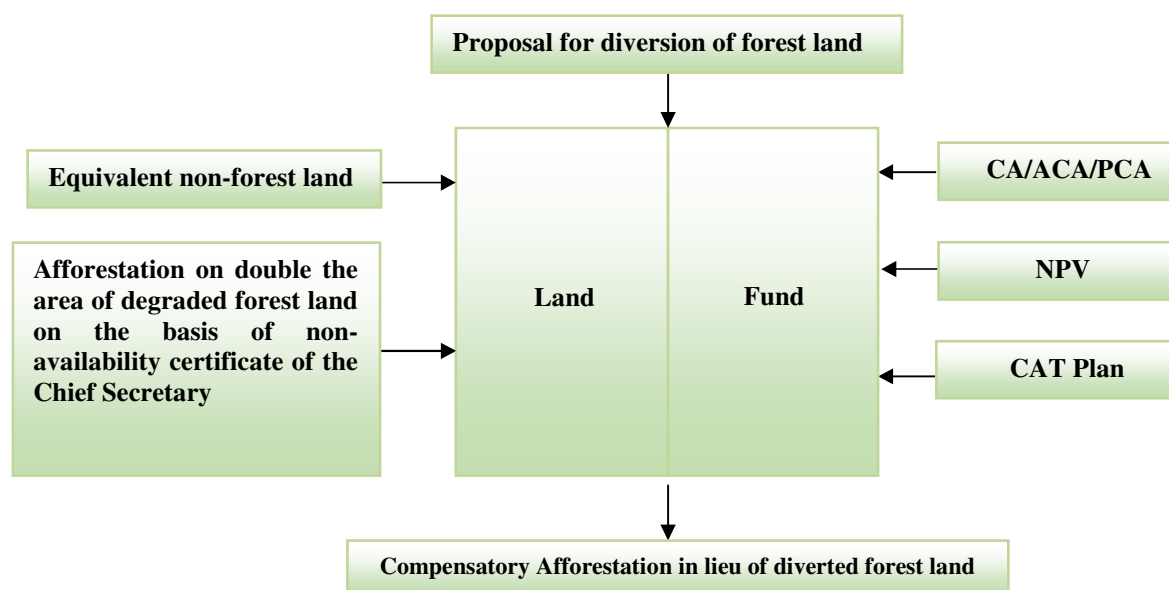 Proposal for diversion of forest land
Equivalent non-forest land
Afforestation on double the
area of degraded forest land
on the basis of non-
availability certificate of the
Chief Secretary
Land
Fund
CA/ACA/PCA
NPV
CAT Plan
Compensatory Afforestation in lieu of diverted forest land